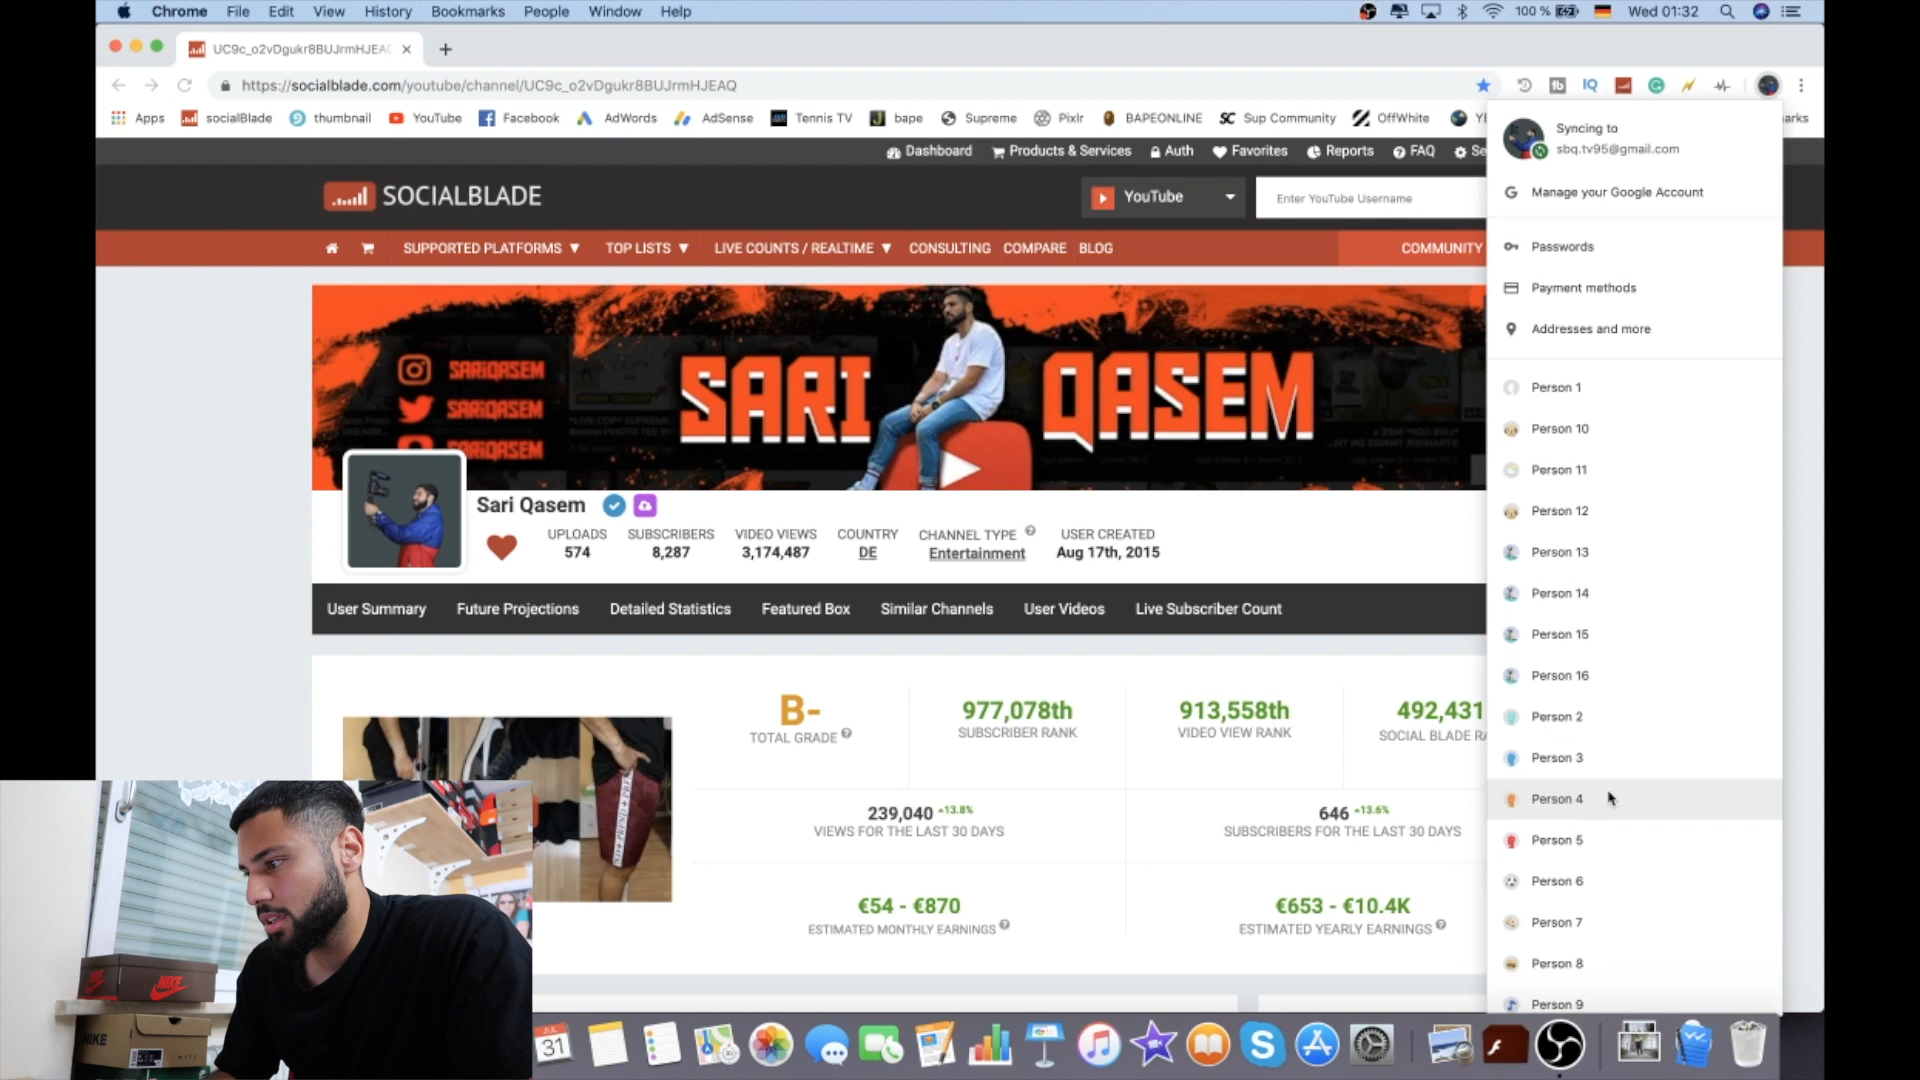 Chrome File Edit View History Bookmarks People Window Help
100 % Wed 01:32
UC9c_o2vDgukr8BUJrmHJEAC
https://socialblade.com/youtube/channel/UC9c_o2vDgukr8BUJrmHJEAQ
Apps socialBlade thumbnail YouTube Facebook AdWords AdSense Tennis TV bape Supreme Pixlr BAPEONLINE Sup Community OffWhite
Dashboard Products & Services Auth Favorites Reports FAQ
SOCIALBLADE
YouTube
Enter YouTube Username
SUPPORTED PLATFORMS TOP LISTS LIVE COUNTS / REALTIME CONSULTING COMPARE BLOG
COMMUNITY
SARIQASEM
SARIQASEM
SARIQASEM
SARI QASEM
Sari Qasem
UPLOADS SUBSCRIBERS VIDEO VIEWS COUNTRY CHANNEL TYPE USER CREATED
574 8,287 3,174,487 DE Entertainment Aug 17th, 2015
User Summary Future Projections Detailed Statistics Featured Box Similar Channels User Videos Live Subscriber Count
B- 977,078th 913,558th 492,431
TOTAL GRADE SUBSCRIBER RANK VIDEO VIEW RANK SOCIAL BLADE
239,040 +13.8%
VIEWS FOR THE LAST 30 DAYS
646 +13.6%
SUBSCRIBERS FOR THE LAST 30 DAYS
€54 - €870
ESTIMATED MONTHLY EARNINGS
€653 - €10.4K
ESTIMATED YEARLY EARNINGS
Syncing to
sbq.tv95@gmail.com
Manage your Google Account
Passwords
Payment methods
Addresses and more
Person 1
Person 10
Person 11
Person 12
Person 13
Person 14
Person 15
Person 16
Person 2
Person 3
Person 4
Person 5
Person 6
Person 7
Person 8
Person 9
NIKE
NIKE
JUL
31